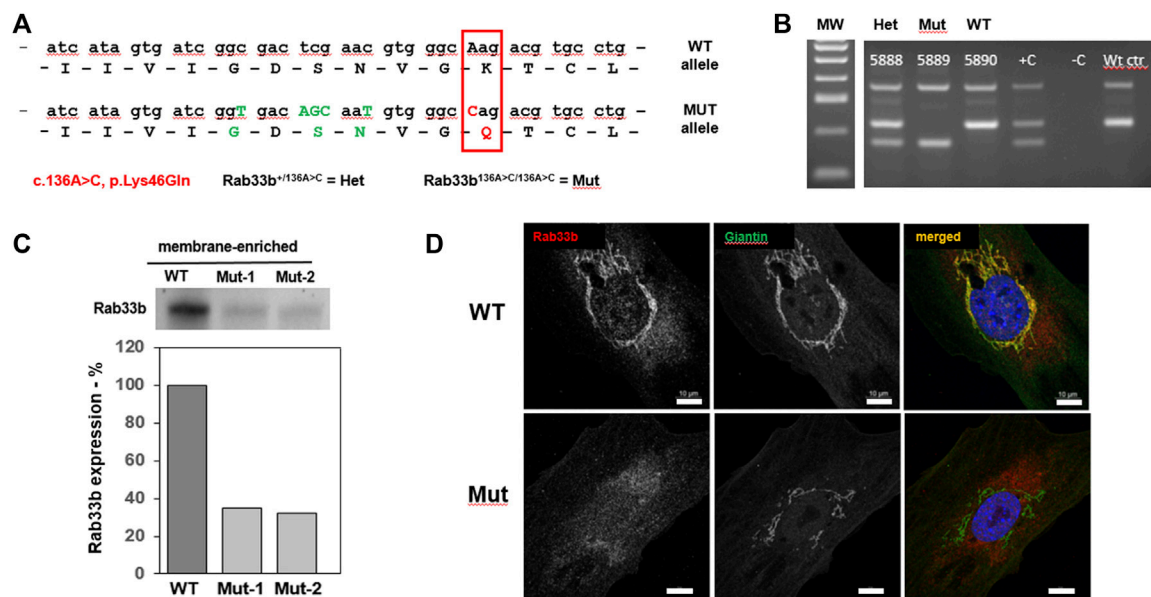 A
– atc ata gtg atc ggc gac tcg aac gtg ggc Aag acg tgc ctg –
WT
allele
– I – I – V – I – G – D – S – N – V – G – K – T – C – L –
– atc ata gtg atc ggT gac AGC aaT gtg ggc Cag acg tgc ctg –
MUT
allele
– I – I – V – I – G – D – S – N – V – G – Q – T – C – L –
c.136A>C, p.Lys46Gln
Rab33b+/136A>C = Het
Rab33b136A>C/136A>C = Mut
B
MW Het Mut WT
5888 5889 5890 +C -C Wt ctr
C
membrane-enriched
WT Mut-1 Mut-2
Rab33b
Rab33b expression - %
120
100
80
60
40
20
0
WT Mut-1 Mut-2
D
Rab33b Giantin merged
WT
10 µm 10 µm 10 µm
Mut